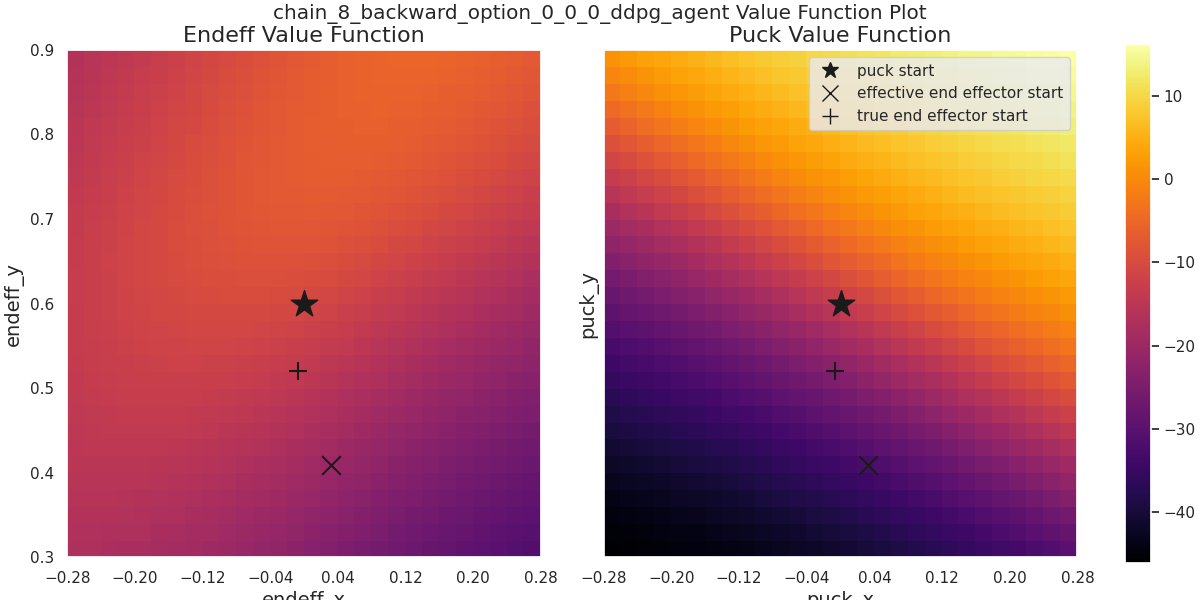 chain_8_backward_option_0_0_0_ddpg_agent Value Function Plot
Endeff Value Function
Puck Value Function
puck start
effective end effector start
true end effector start
endeff_y
0.9
0.8
0.7
0.6
0.5
0.4
0.3
−0.28 −0.20 −0.12 −0.04 0.04 0.12 0.20 0.28
endeff_x
puck_y
−0.28 −0.20 −0.12 −0.04 0.04 0.12 0.20 0.28
puck_x
10
0
−10
−20
−30
−40